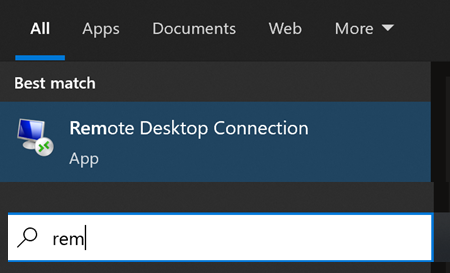 All Apps Documents Web More
Best match
Remote Desktop Connection
App
rem